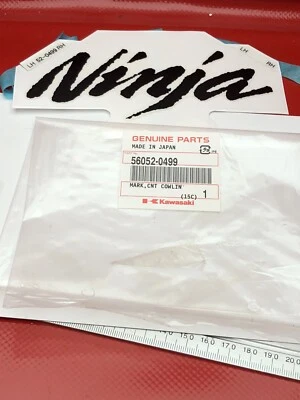 LH 52-0499 RH
LH
RH
Ninja
GENUINE PARTS
MADE IN JAPAN
56052-0499
MARK,CNT COWLIN
(15C) 1
Kawasaki